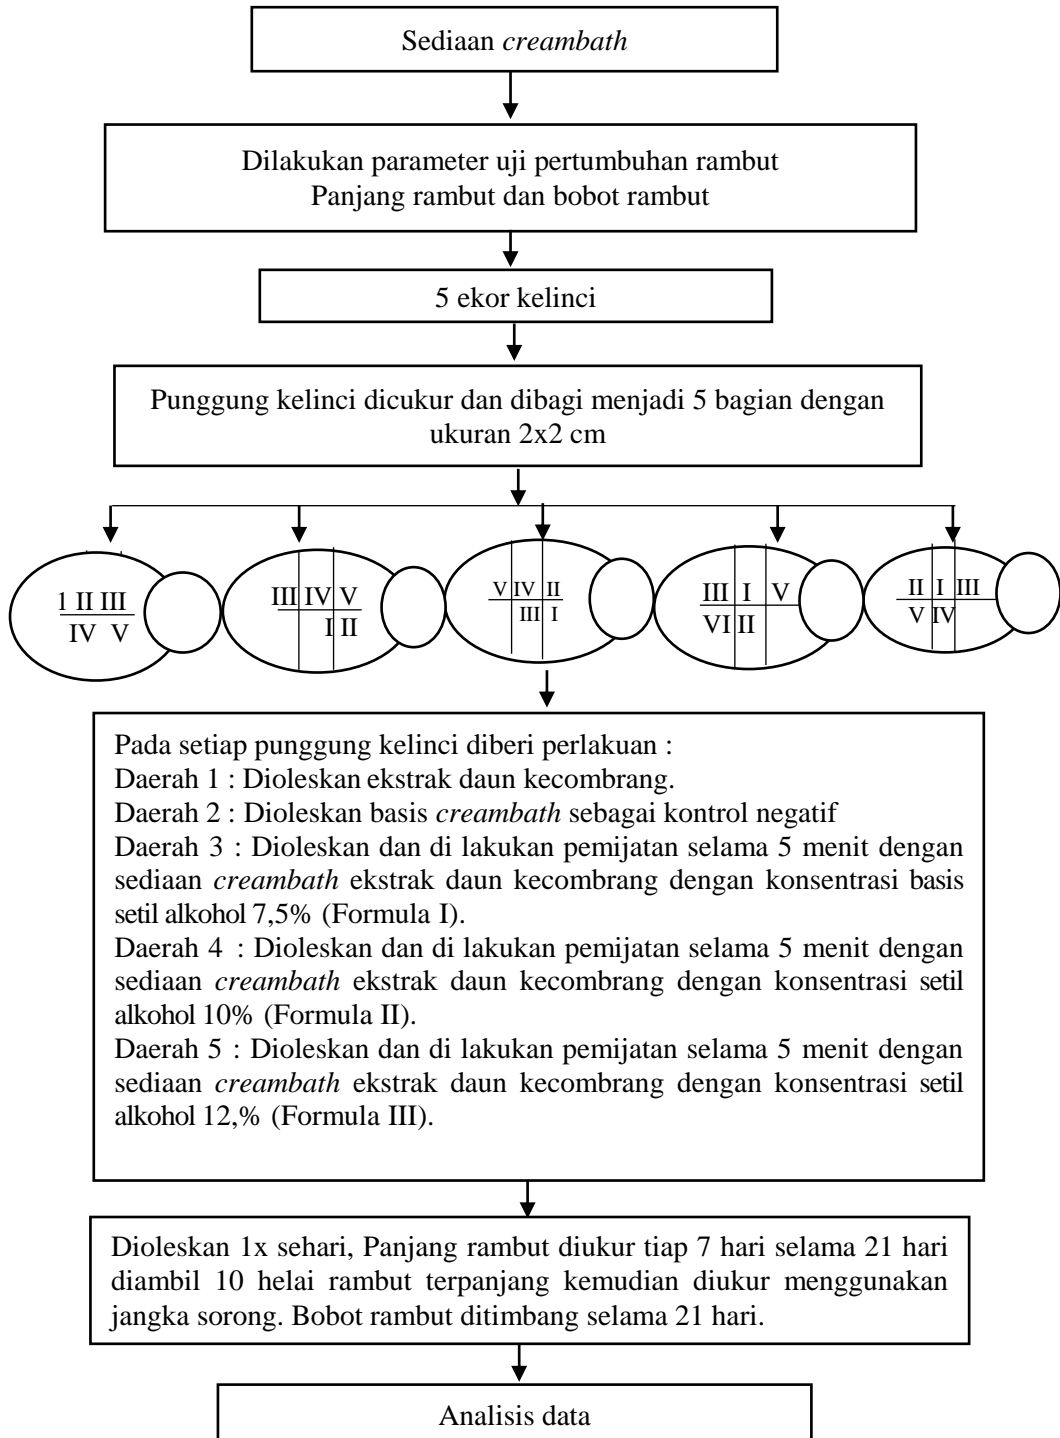 Sediaan creambath
Dilakukan parameter uji pertumbuhan rambut
Panjang rambut dan bobot rambut
5 ekor kelinci
Punggung kelinci dicukur dan dibagi menjadi 5 bagian dengan
ukuran 2x2 cm
1 II III
IV V
III IV V
I II
V IV II
III I
III I V
VI II
II I III
V IV
Pada setiap punggung kelinci diberi perlakuan :
Daerah 1 : Dioleskan ekstrak daun kecombrang.
Daerah 2 : Dioleskan basis creambath sebagai kontrol negatif
Daerah 3 : Dioleskan dan di lakukan pemijatan selama 5 menit dengan
sediaan creambath ekstrak daun kecombrang dengan konsentrasi basis
setil alkohol 7,5% (Formula I).
Daerah 4 : Dioleskan dan di lakukan pemijatan selama 5 menit dengan
sediaan creambath ekstrak daun kecombrang dengan konsentrasi setil
alkohol 10% (Formula II).
Daerah 5 : Dioleskan dan di lakukan pemijatan selama 5 menit dengan
sediaan creambath ekstrak daun kecombrang dengan konsentrasi setil
alkohol 12,% (Formula III).
Dioleskan 1x sehari, Panjang rambut diukur tiap 7 hari selama 21 hari
diambil 10 helai rambut terpanjang kemudian diukur menggunakan
jangka sorong. Bobot rambut ditimbang selama 21 hari.
Analisis data